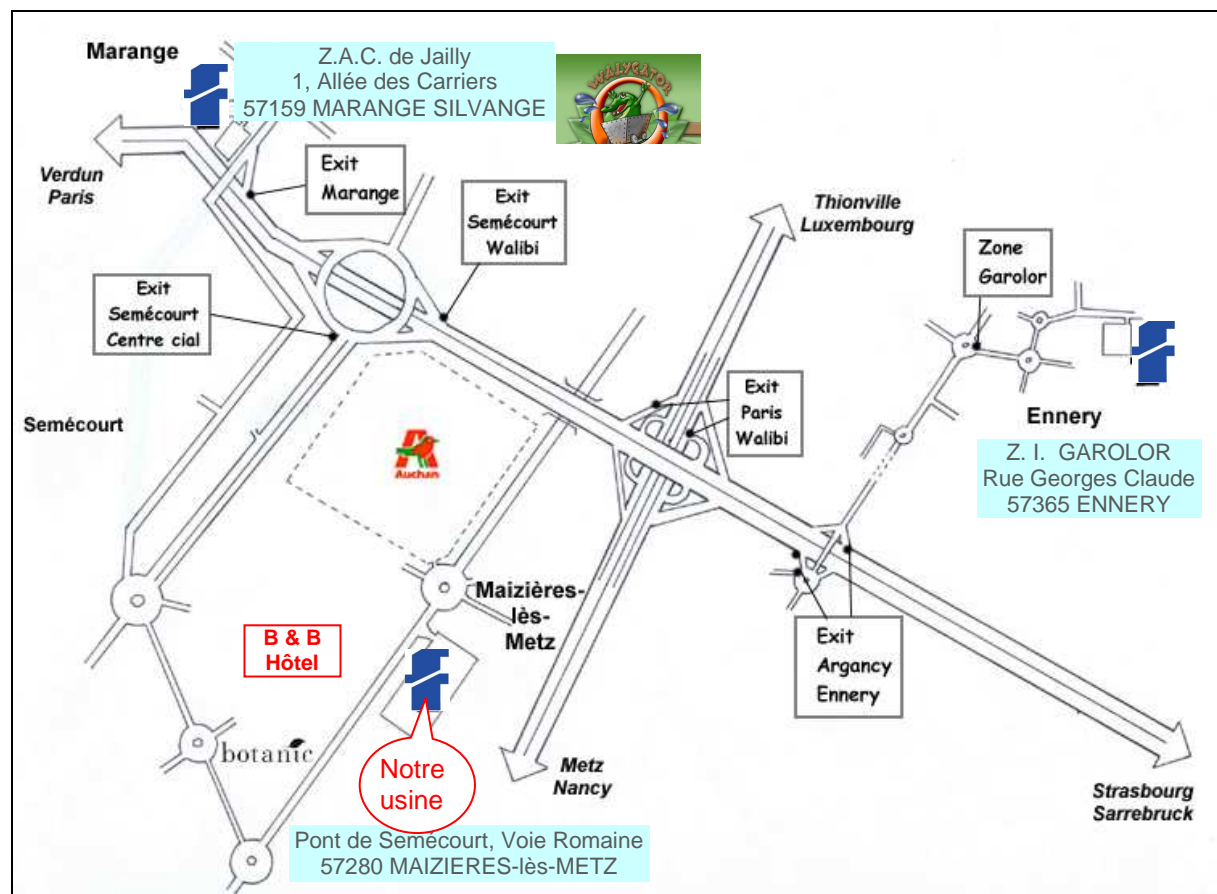 Marange
Z.A.C. de Jailly
1, Allée des Carriers
57159 MARANGE SILVANGE
WALYGATOR
Verdun
Paris
Exit
Marange
Exit
Semécourt
Walibi
Thionville
Luxembourg
Zone
Garolor
Exit
Semécourt
Centre cial
Semécourt
Auchan
Exit
Paris
Walibi
Ennery
Z. I. GAROLOR
Rue Georges Claude
57365 ENNERY
Maizières-
lès-
Metz
B & B
Hôtel
Exit
Argancy
Ennery
botanic
Notre
usine
Metz
Nancy
Strasbourg
Sarrebruck
Pont de Semécourt, Voie Romaine
57280 MAIZIERES-lès-METZ